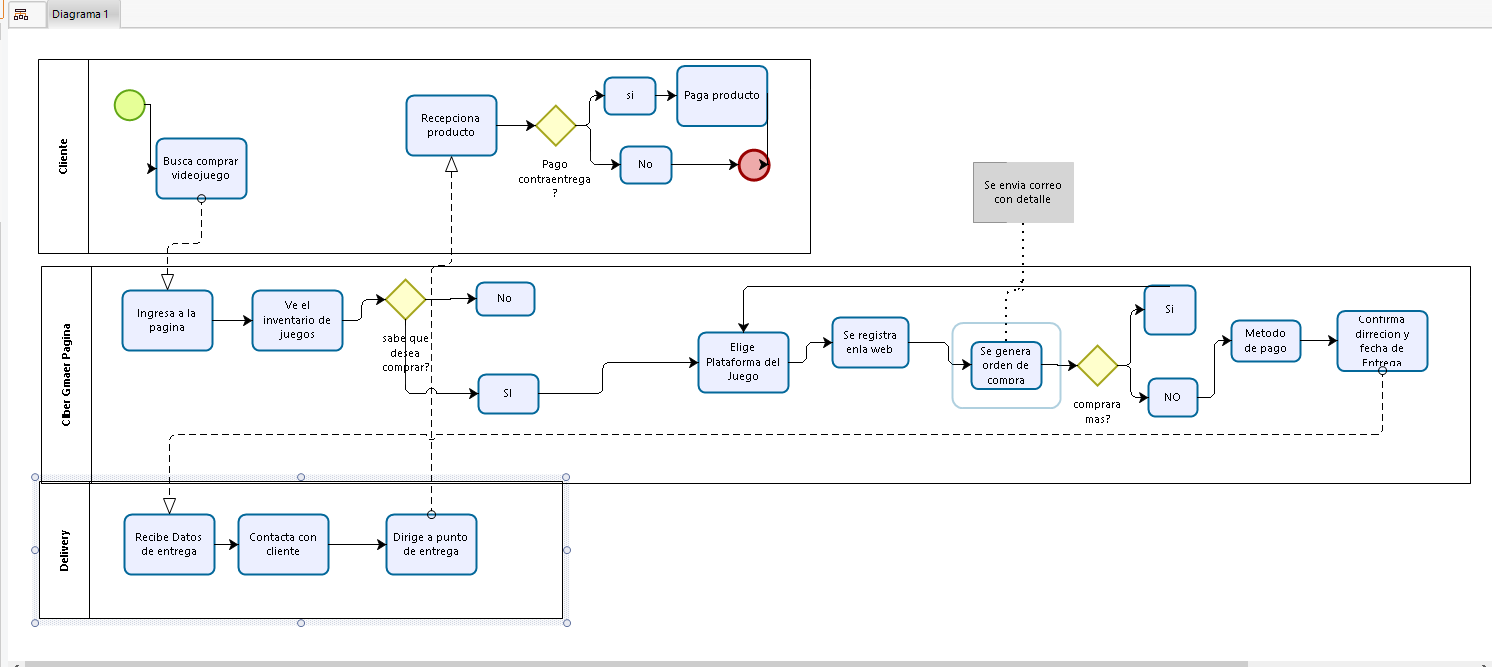 Diagrama 1
Cliente
Busca comprar
videojuego
Recepciona
producto
Pago
contraentrega
?
si
Paga producto
No
Se envia correo
con detalle
Ciber Gmaer Pagina
Ingresa a la
pagina
Ve el
inventario de
juegos
sabe que
desea
comprar?
No
SI
Elige
Plataforma del
Juego
Se registra
enla web
Se genera
orden de
compra
comprara
mas?
Si
NO
Metodo
de pago
Confirma
dirrecion y
fecha de
Entrega
Delivery
Recibe Datos
de entrega
Contacta con
cliente
Dirige a punto
de entrega